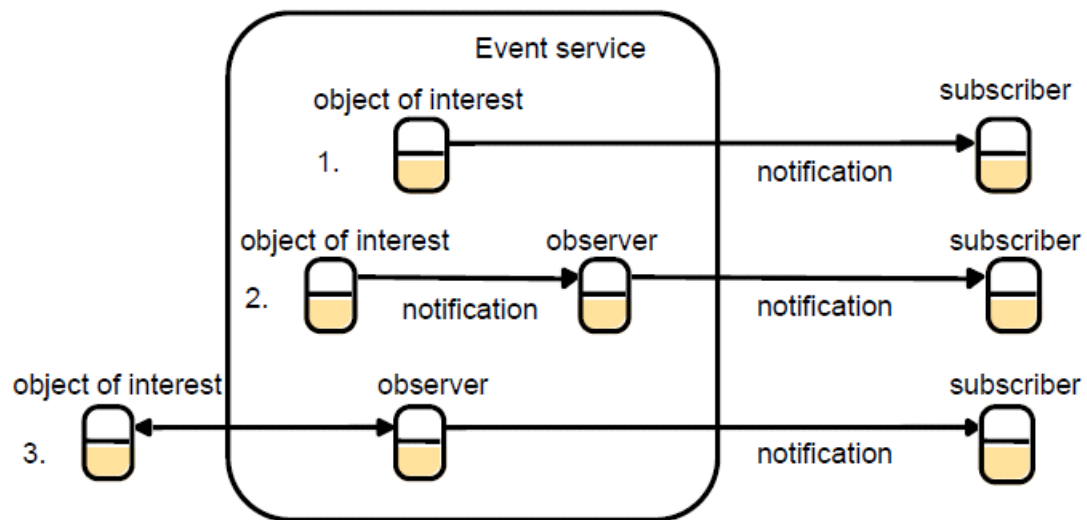 Event service
object of interest
subscriber
1.
notification
object of interest
observer
subscriber
2.
notification
notification
object of interest
observer
subscriber
3.
notification